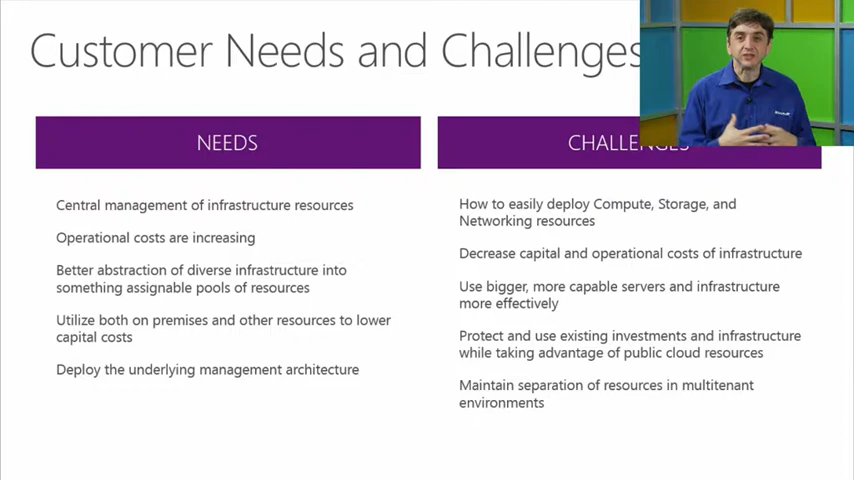 Customer Needs and Challenges
NEEDS
CHALLENGES
Central management of infrastructure resources
Operational costs are increasing
Better abstraction of diverse infrastructure into
something assignable pools of resources
Utilize both on premises and other resources to lower
capital costs
Deploy the underlying management architecture
How to easily deploy Compute, Storage, and
Networking resources
Decrease capital and operational costs of infrastructure
Use bigger, more capable servers and infrastructure
more effectively
Protect and use existing investments and infrastructure
while taking advantage of public cloud resources
Maintain separation of resources in multitenant
environments